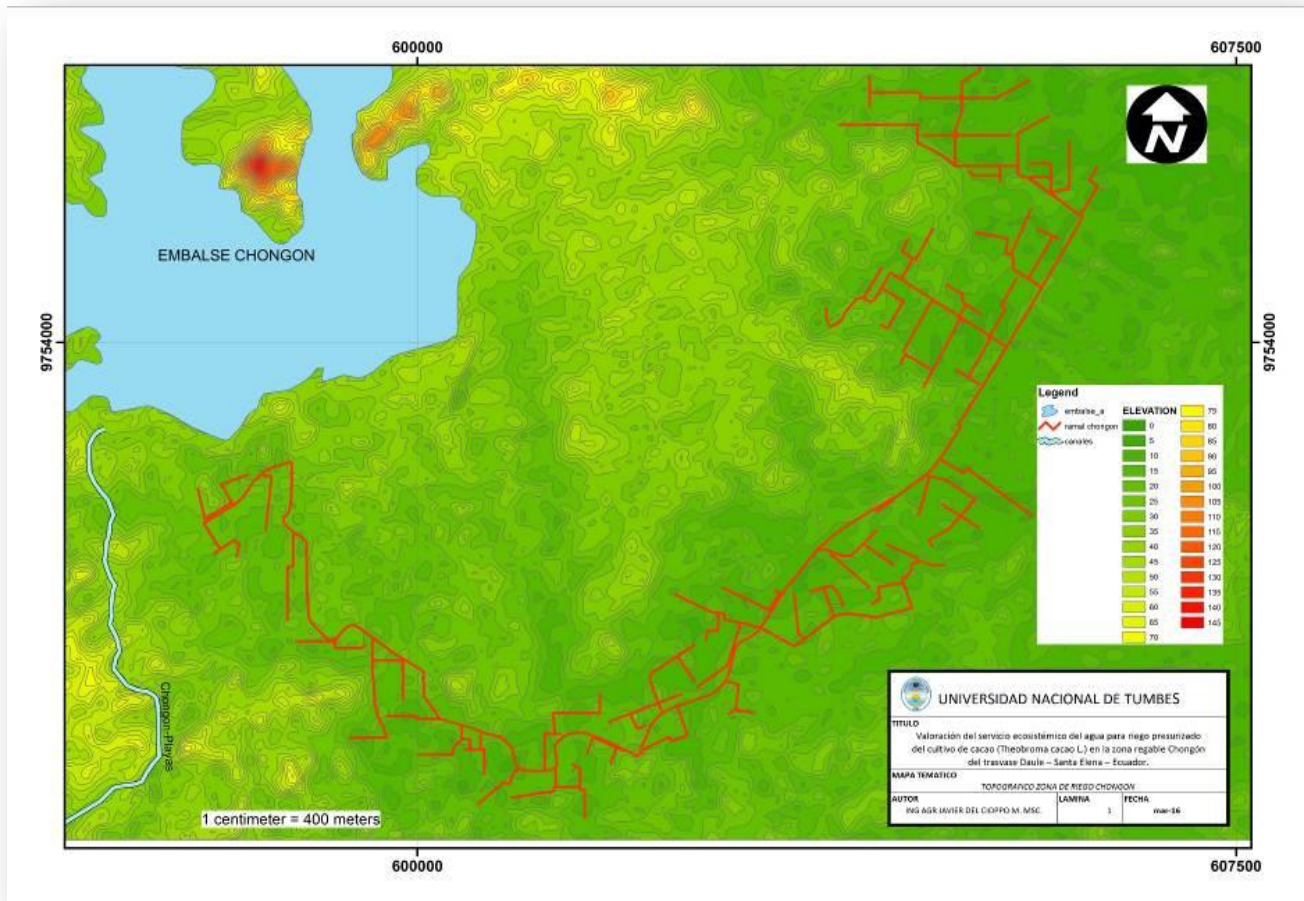 600000
607500
N
EMBALSE CHONGON
9754000
9754000
Legend
embalse_a
ramal chongon
canales
ELEVATION
0
5
10
15
20
25
30
35
40
45
50
55
60
65
70
75
80
85
90
95
100
105
110
115
120
125
130
135
140
145
Chongon-Playas
1 centimeter = 400 meters
UNIVERSIDAD NACIONAL DE TUMBES
TITULO
Valoración del servicio ecosistémico del agua para riego presurizado
del cultivo de cacao (Theobroma cacao L.) en la zona regable Chongón
del trasvase Daule – Santa Elena – Ecuador.
MAPA TEMATICO
TOPOGRAFICO ZONA DE RIEGO CHONGON
AUTOR
ING AGR JAVIER DEL CIOPPO M. MSC.
LAMINA
1
FECHA
mar-16
600000
607500